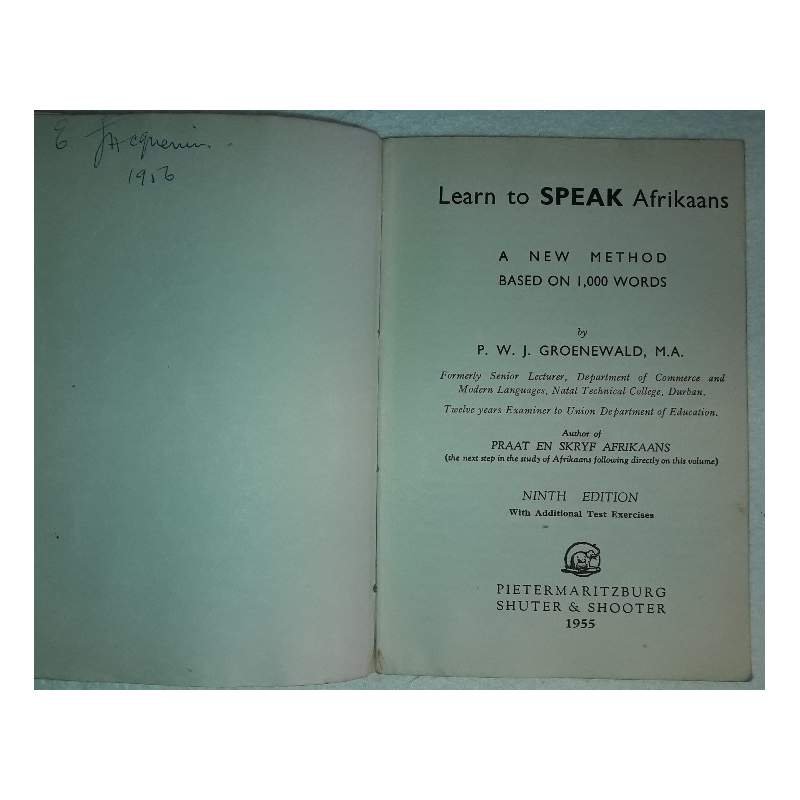 E Jacquenin.
1956
Learn to SPEAK Afrikaans
A NEW METHOD
BASED ON 1,000 WORDS
by
P. W. J. GROENEWALD, M.A.
Formerly Senior Lecturer, Department of Commerce and
Modern Languages, Natal Technical College, Durban.
Twelve years Examiner to Union Department of Education.
Author of
PRAAT EN SKRYF AFRIKAANS
(the next step in the study of Afrikaans following directly on this volume)
NINTH EDITION
With Additional Test Exercises
PIETERMARITZBURG
SHUTER & SHOOTER
1955